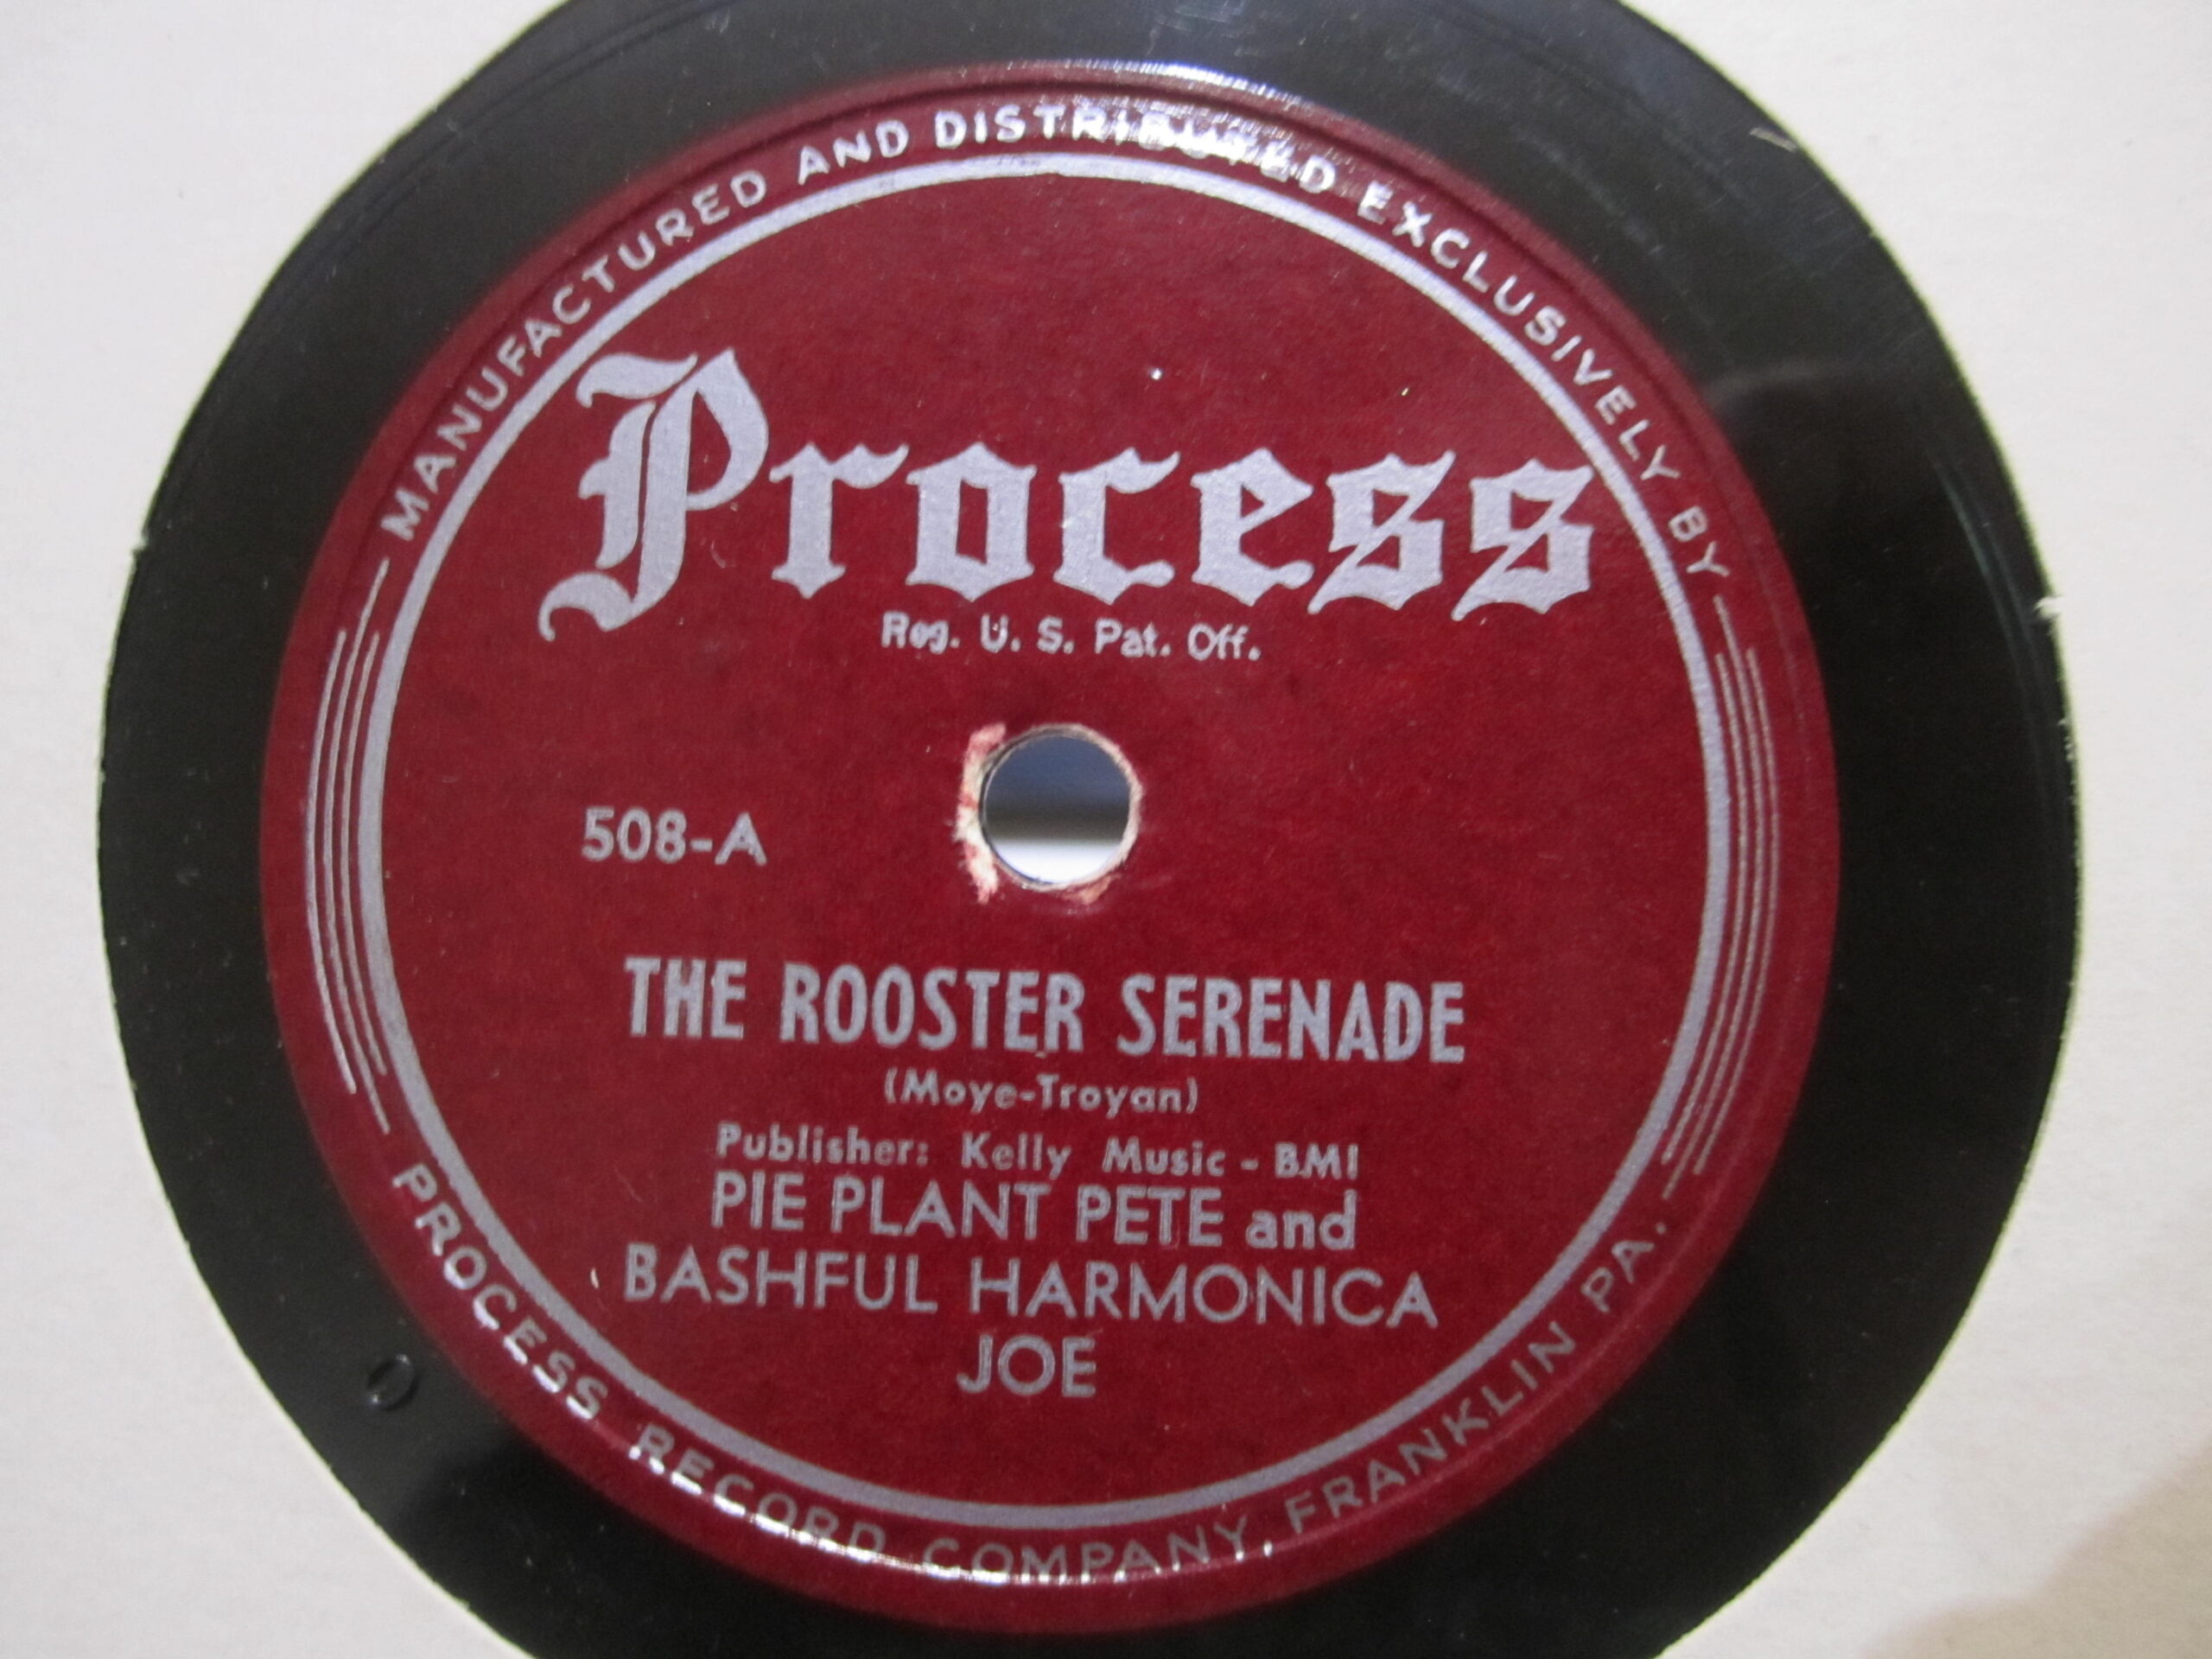 MANUFACTURED AND DISTRIBUTED EXCLUSIVELY BY
Process
Reg. U. S. Pat. Off.
508-A
THE ROOSTER SERENADE
(Moye-Troyan)
Publisher: Kelly Music - BMI
PIE PLANT PETE and
BASHFUL HARMONICA
JOE
PROCESS RECORD COMPANY, FRANKLIN PA.